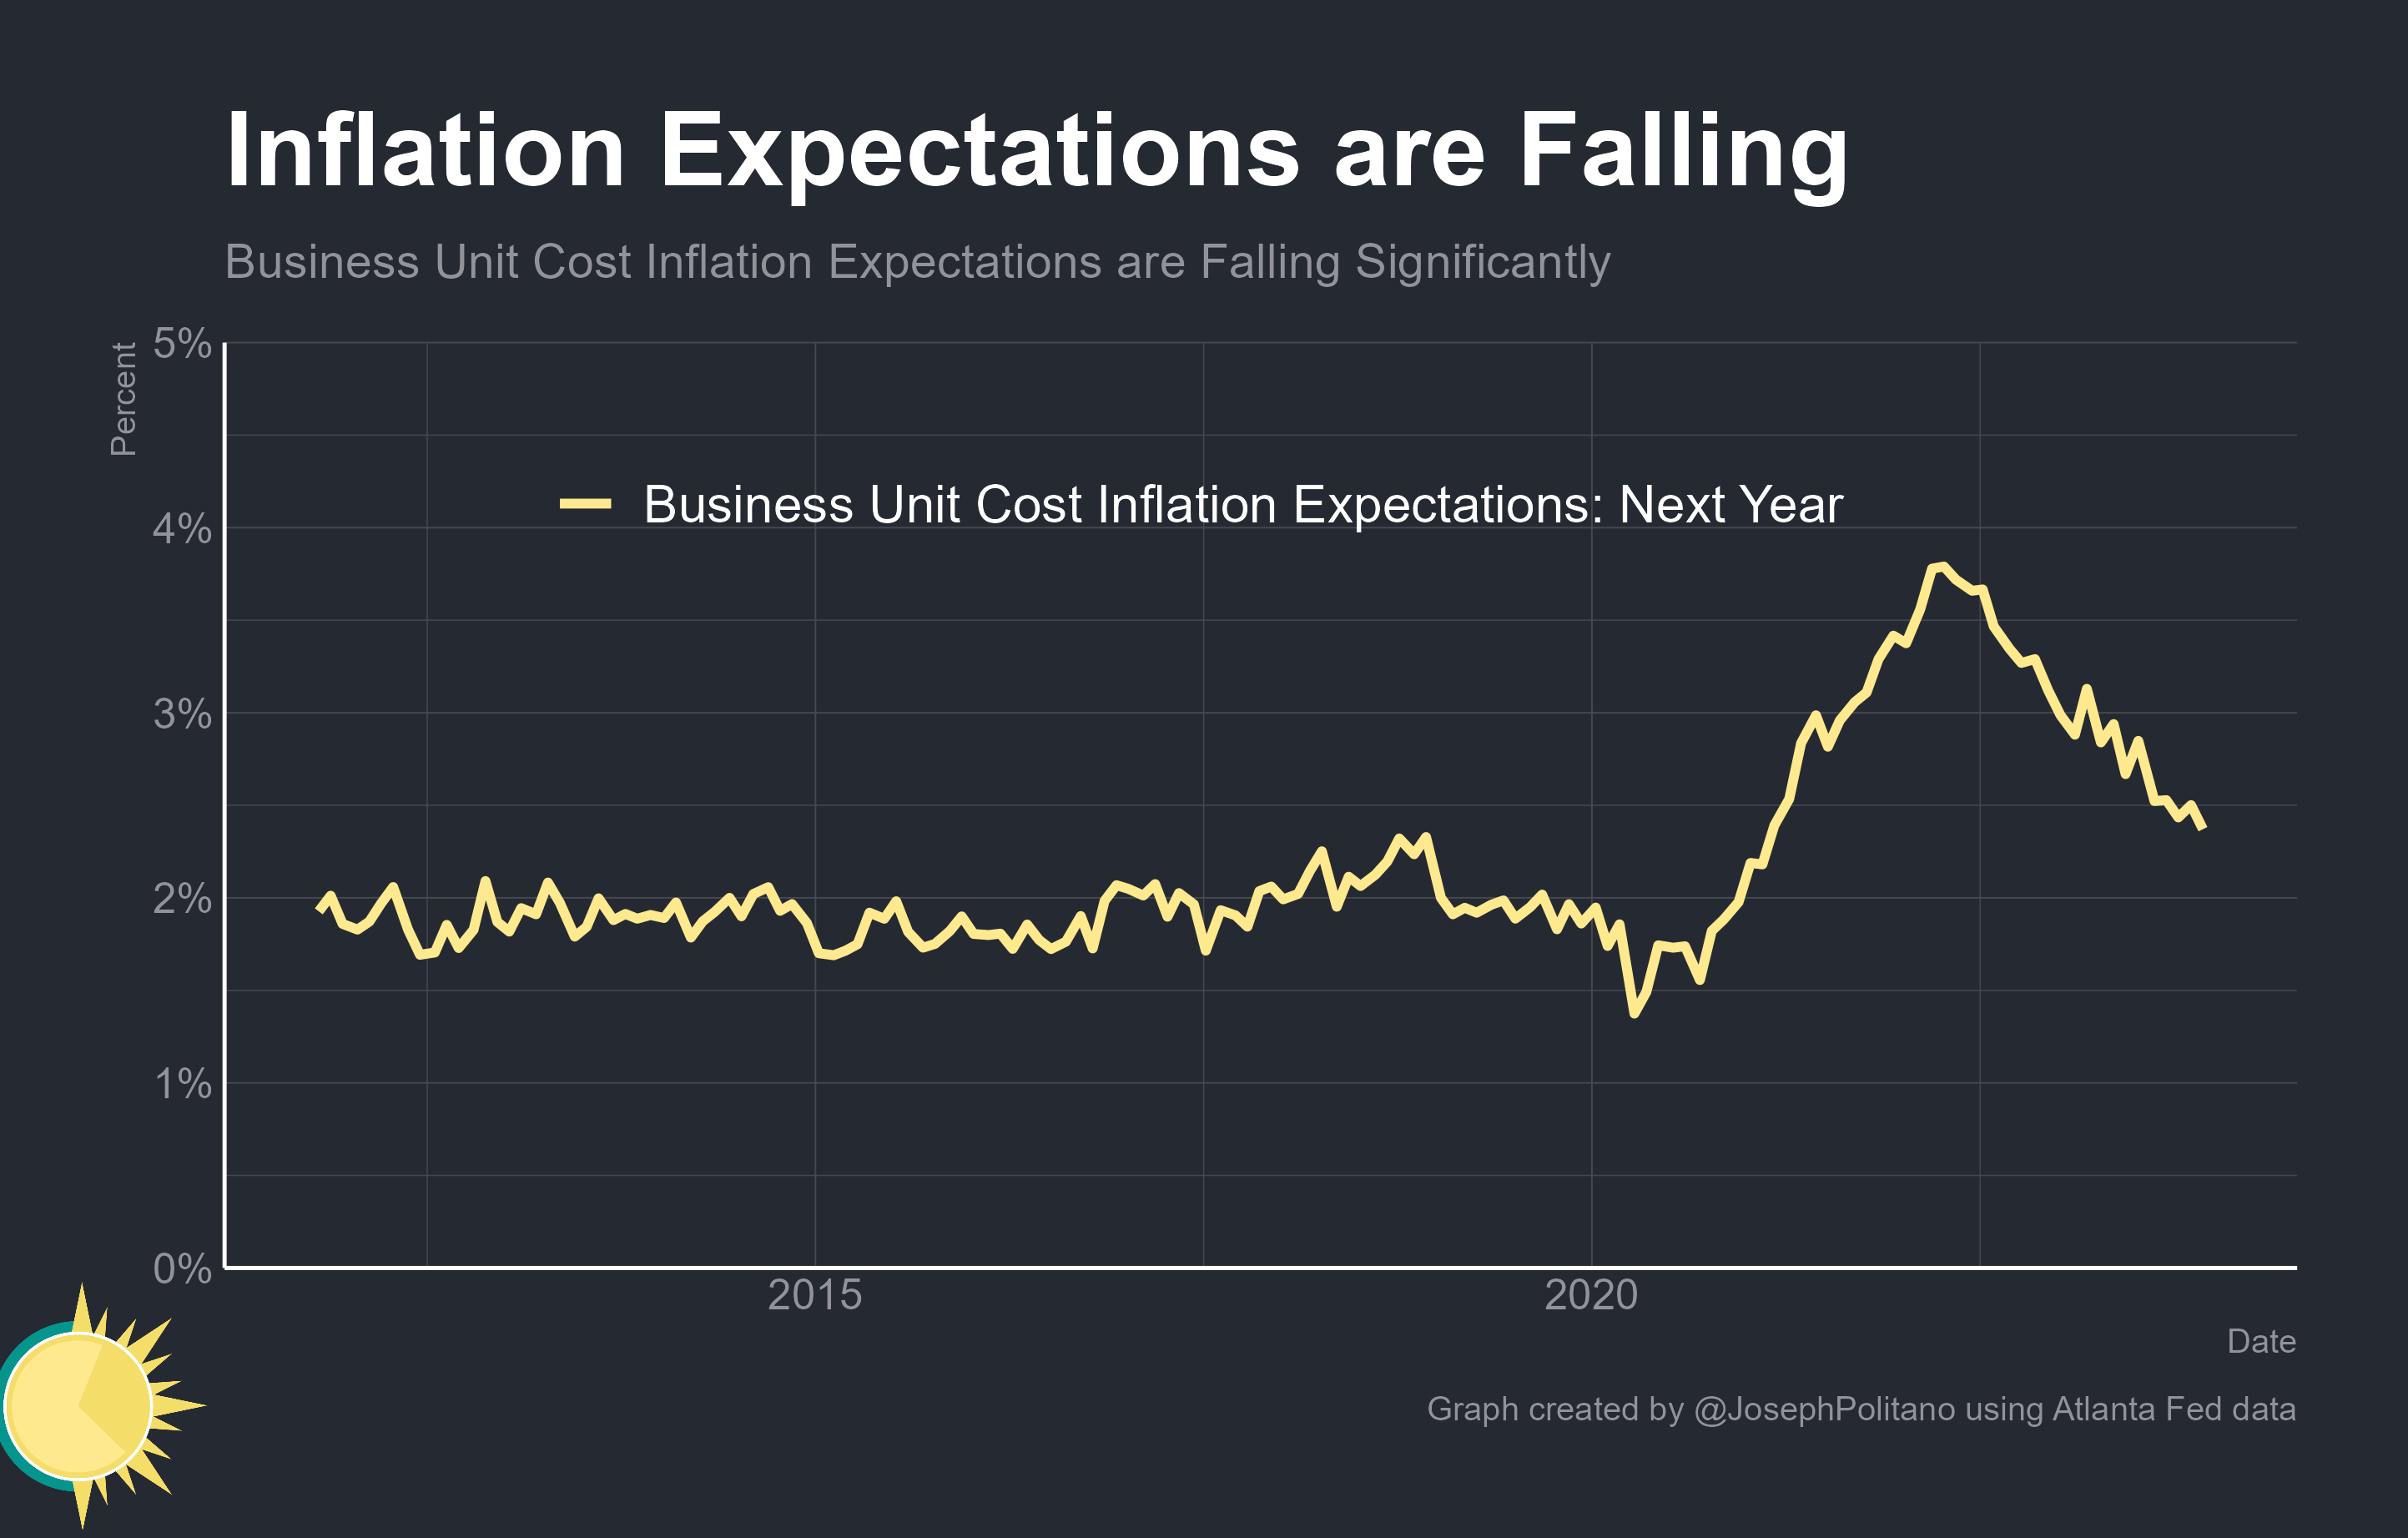 Inflation Expectations are Falling
Business Unit Cost Inflation Expectations are Falling Significantly
Percent
5%
Business Unit Cost Inflation Expectations: Next Year
4%
3%
2%
1%
0%
2015
2020
Date
Graph created by @JosephPolitano using Atlanta Fed data